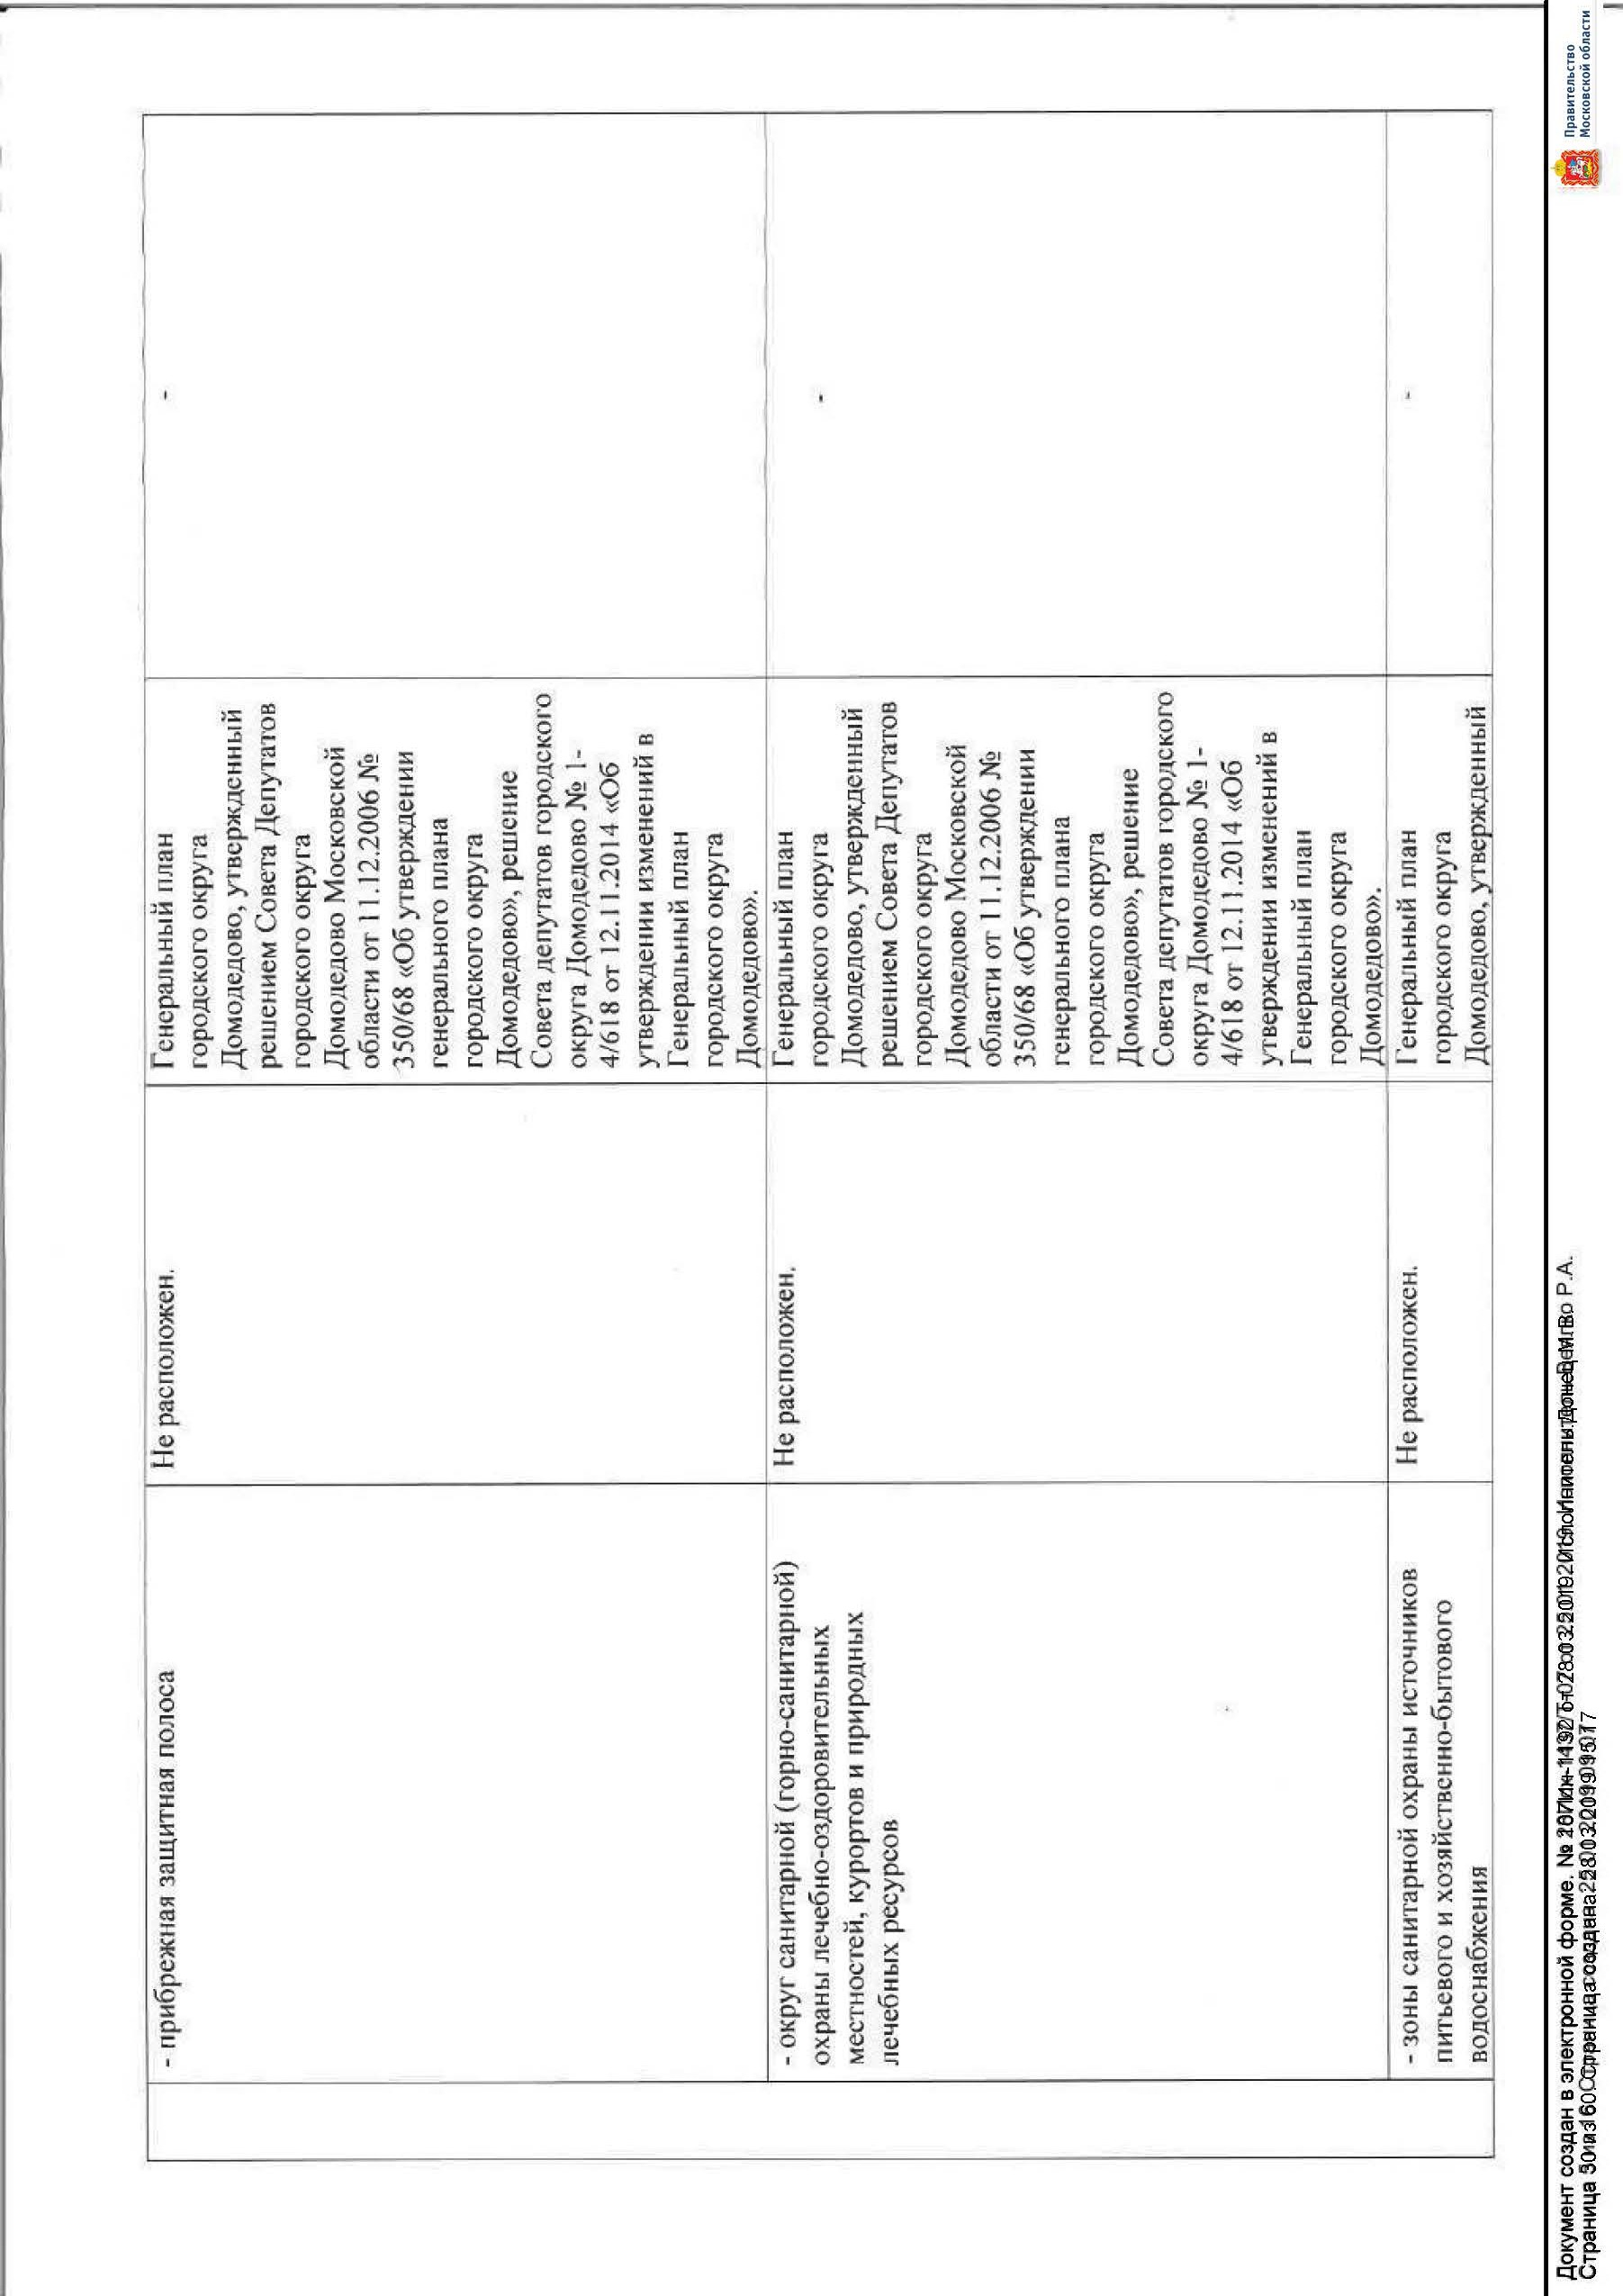 - прибрежная защитная полоса
Не расположен.
Генеральный план
городского округа
Домодедово, утвержденный
решением Совета Депутатов
городского округа
Домодедово Московской
области от 11.12.2006 №
350/68 «Об утверждении
генерального плана
городского округа
Домодедово», решение
Совета депутатов городского
округа Домодедово № 1-
4/618 от 12.11.2014 «Об
утверждении изменений в
Генеральный план
городского округа
Домодедово».
-
- округ санитарной (горно-санитарной)
охраны лечебно-оздоровительных
местностей, курортов и природных
лечебных ресурсов
Не расположен.
Генеральный план
городского округа
Домодедово, утвержденный
решением Совета Депутатов
городского округа
Домодедово Московской
области от 11.12.2006 №
350/68 «Об утверждении
генерального плана
городского округа
Домодедово», решение
Совета депутатов городского
округа Домодедово № 1-
4/618 от 12.11.2014 «Об
утверждении изменений в
Генеральный план
городского округа
Домодедово».
-
- зоны санитарной охраны источников
питьевого и хозяйственно-бытового
водоснабжения
Не расположен.
Генеральный план
городского округа
Домодедово, утвержденный
-
Документ создан в электронной форме. №
Страница
Правительство
Московской области